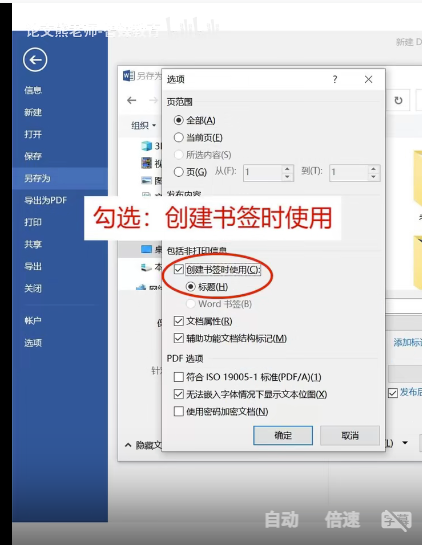 论文熊老师-
新建 D
另存为
选项
?
页范围
全部(A)
当前页(E)
所选内容(S)
页(G) 从(F): 1 到(T): 1
发布内容
组织
信息
新建
打开
保存
另存为
导出为PDF
打印
共享
导出
关闭
帐户
选项
勾选：创建书签时使用
包括非打印信息
创建书签时使用(C):
标题(H)
Word 书签(B)
文档属性(R)
辅助功能文档结构标记(M)
PDF 选项
符合 ISO 19005-1 标准(PDF/A)(1)
无法嵌入字体情况下显示文本位图(X)
使用密码加密文档(N)
确定
取消
添加标
发布后
隐藏文
自动
倍速
字幕